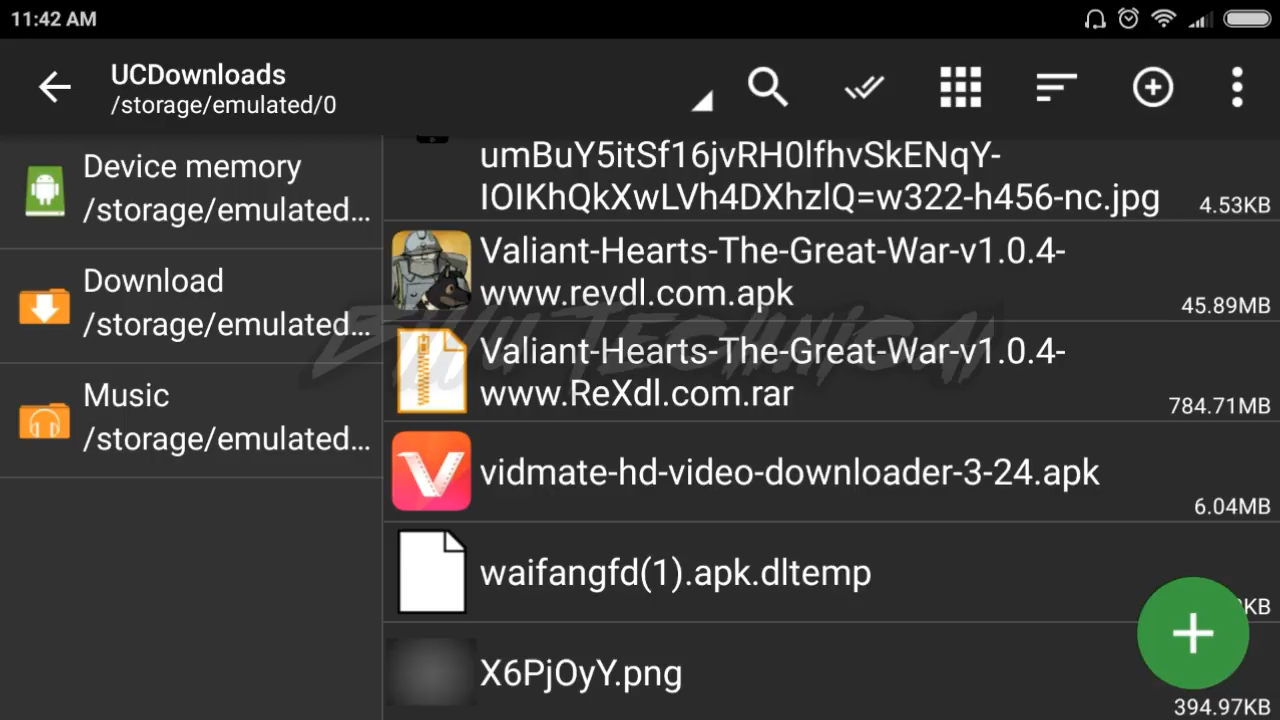 11:42 AM
UCDownloads
/storage/emulated/0
Device memory
/storage/emulated...
Download
/storage/emulated...
Music
/storage/emulated...
umBuY5itSf16jvRH0lfhvSkENqY-
IOIKhQkXwLVh4DXhzlQ=w322-h456-nc.jpg
4.53KB
Valiant-Hearts-The-Great-War-v1.0.4-
www.revdl.com.apk
45.89MB
Valiant-Hearts-The-Great-War-v1.0.4-
www.ReXdl.com.rar
784.71MB
vidmate-hd-video-downloader-3-24.apk
6.04MB
waifangfd(1).apk.dltemp
KB
X6PjOyY.png
394.97KB
Technical